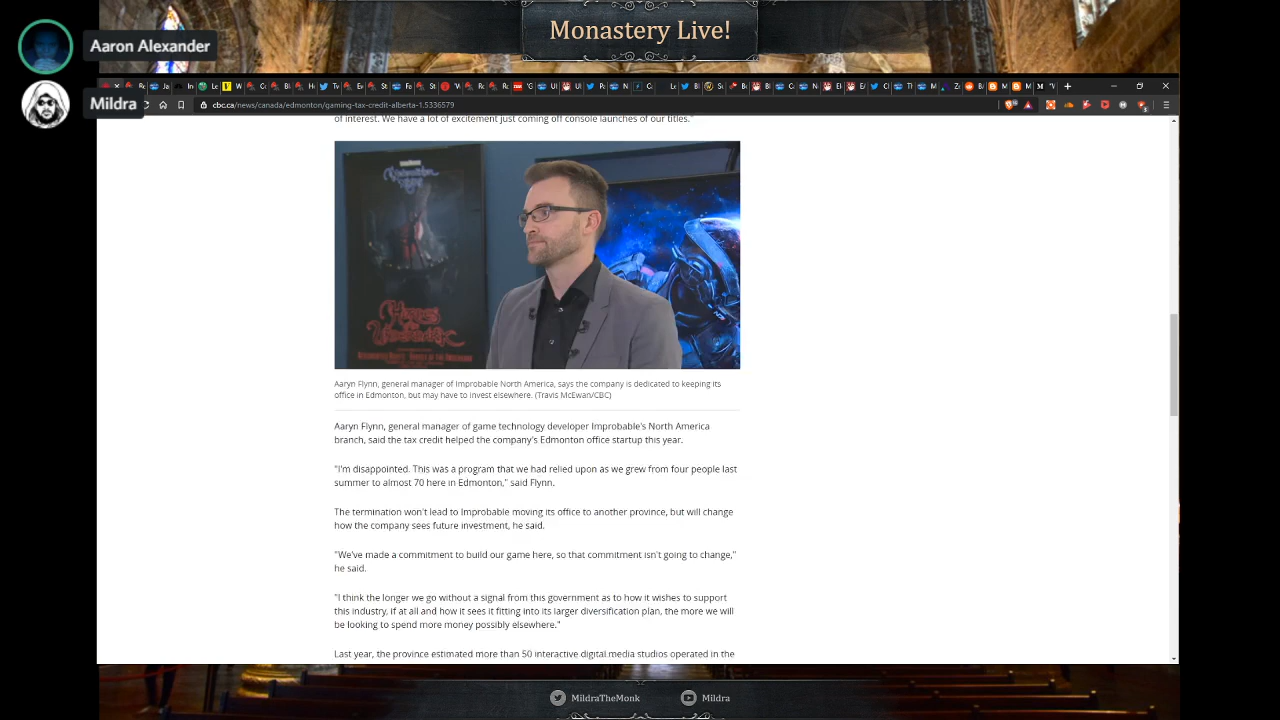 Monastery Live!
Aaron Alexander
Mildra
cbc.ca/news/canada/edmonton/gaming-tax-credit-alberta-1.5336579
of interest. We have a lot of excitement just coming off console launches of our titles."
Aaryn Flynn, general manager of Improbable North America, says the company is dedicated to keeping its
office in Edmonton, but may have to invest elsewhere. (Travis McEwan/CBC)
Aaryn Flynn, general manager of game technology developer Improbable's North America
branch, said the tax credit helped the company's Edmonton office startup this year.
"I'm disappointed. This was a program that we had relied upon as we grew from four people last
summer to almost 70 here in Edmonton," said Flynn.
The termination won't lead to Improbable moving its office to another province, but will change
how the company sees future investment, he said.
"We've made a commitment to build our game here, so that commitment isn't going to change,"
he said.
"I think the longer we go without a signal from this government as to how it wishes to support
this industry, if at all and how it sees it fitting into its larger diversification plan, the more we will
be looking to spend more money possibly elsewhere."
Last year, the province estimated more than 50 interactive digital media studios operated in the
MildraTheMonk
Mildra